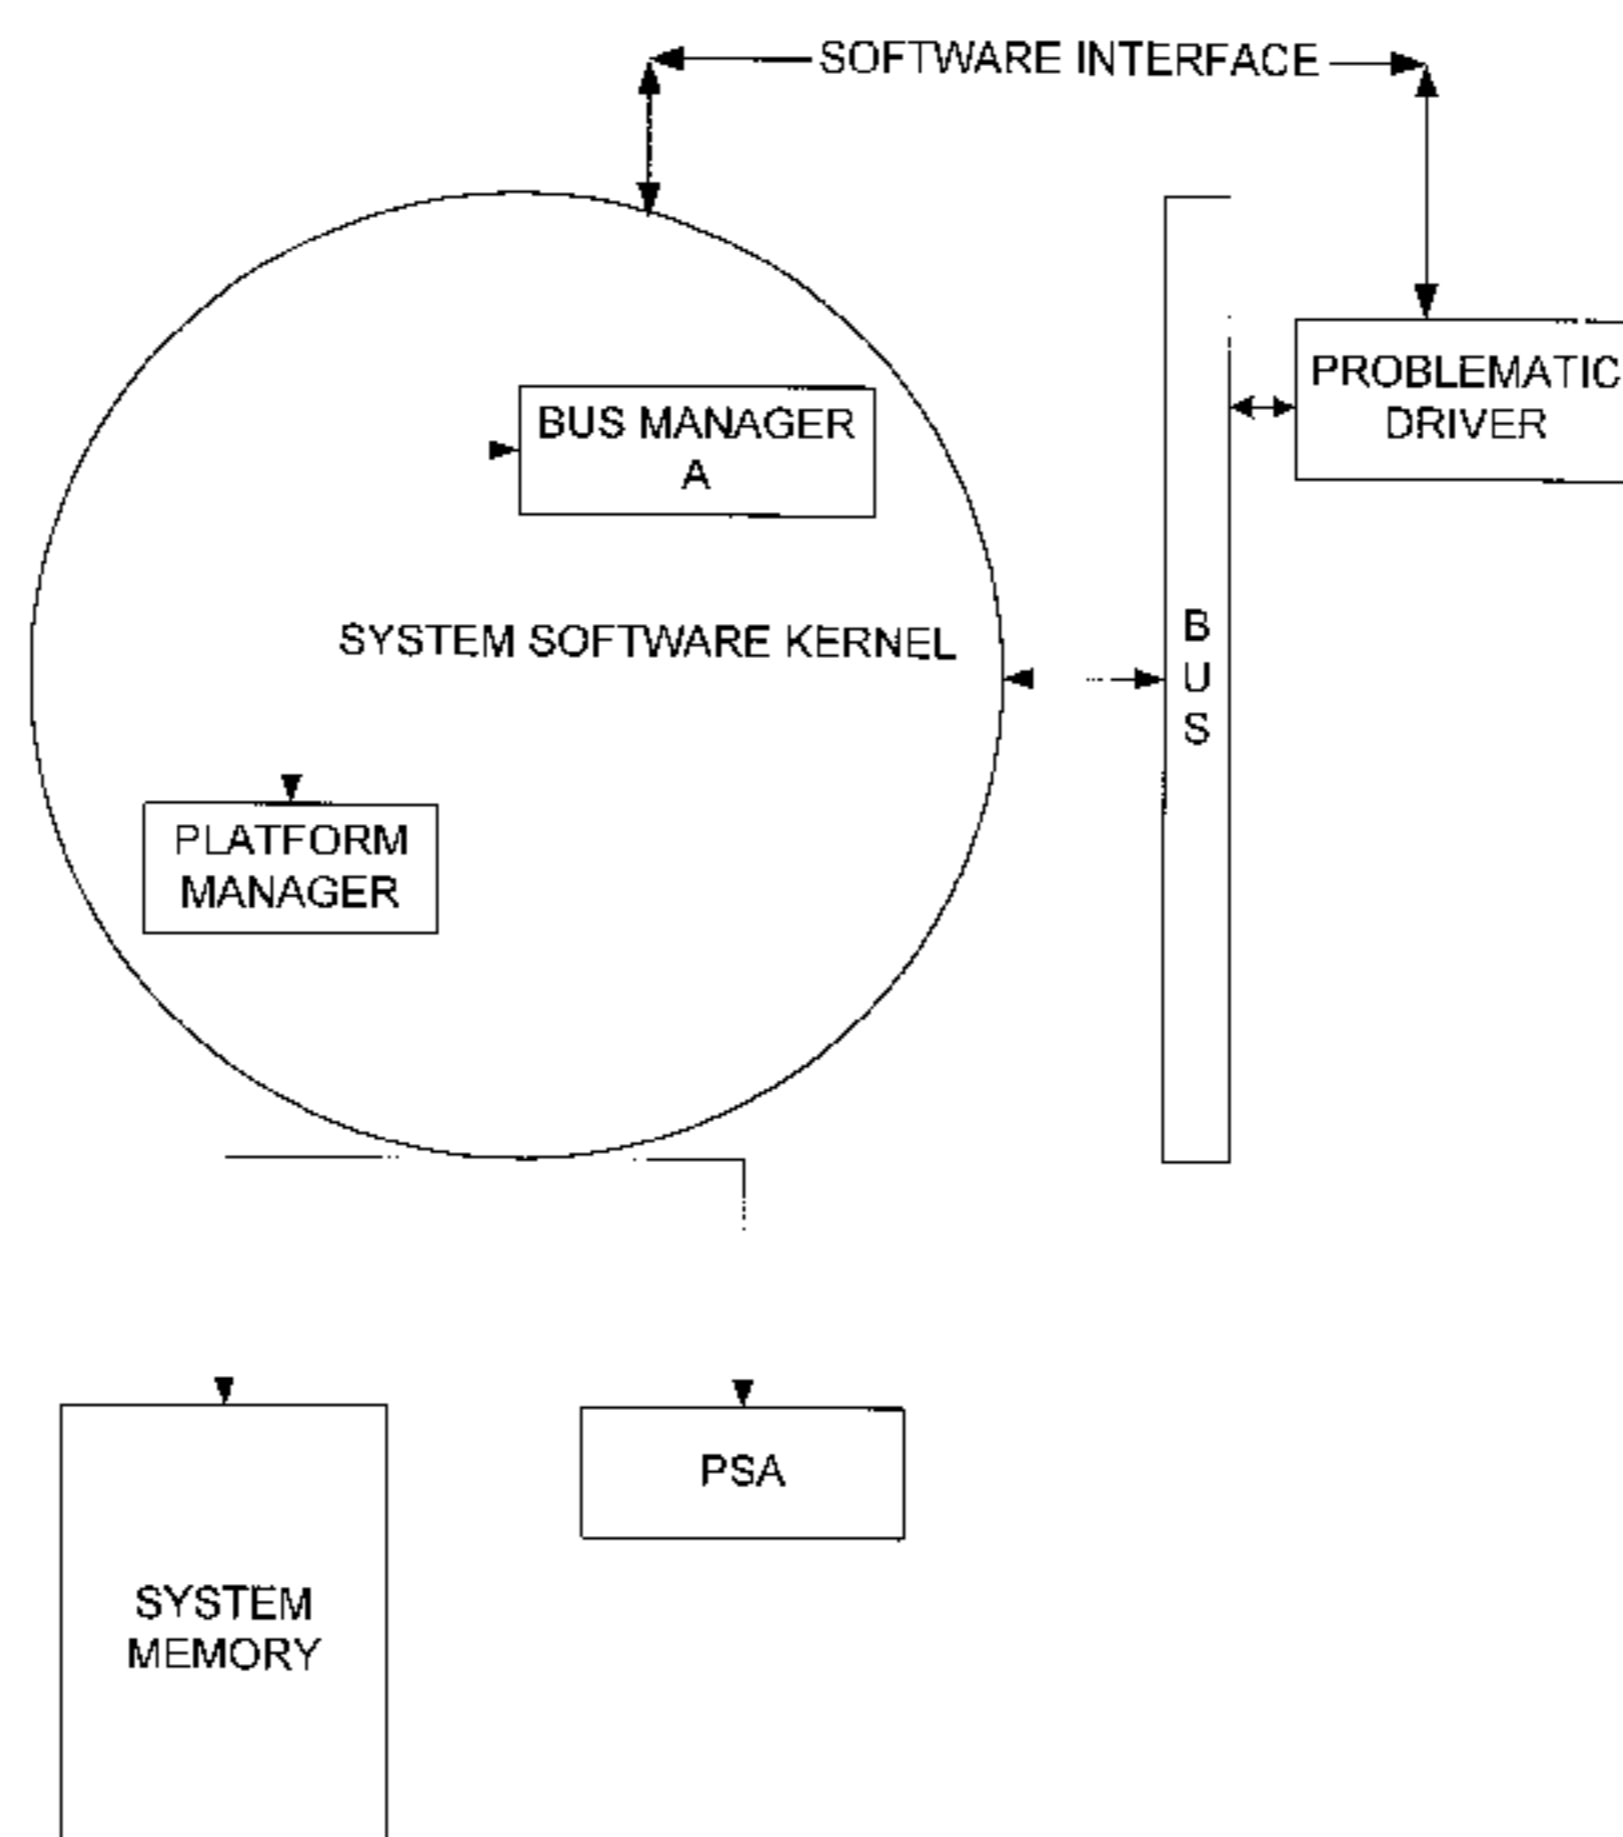 SOFTWARE INTERFACE
PROBLEMATIC
DRIVER
BUS MANAGER
A
SYSTEM SOFTWARE KERNEL
B
U
S
PLATFORM
MANAGER
PSA
SYSTEM
MEMORY